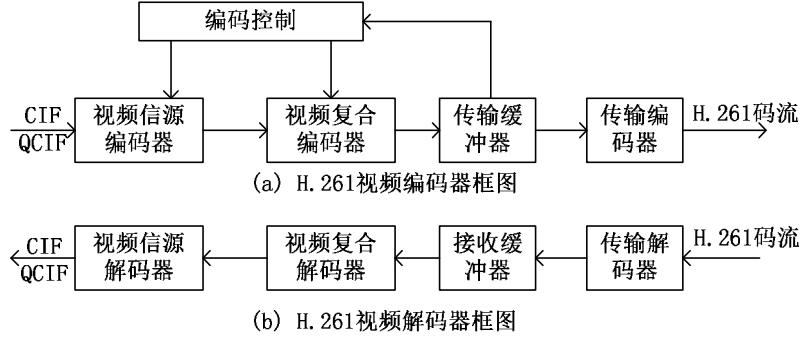 编码控制
CIF
QCIF
视频信源
编码器
视频复合
编码器
传输缓
冲器
传输编
码器
H.261码流
(a) H.261视频编码器框图
CIF
QCIF
视频信源
解码器
视频复合
解码器
接收缓
冲器
传输解
码器
H.261码流
(b) H.261视频解码器框图